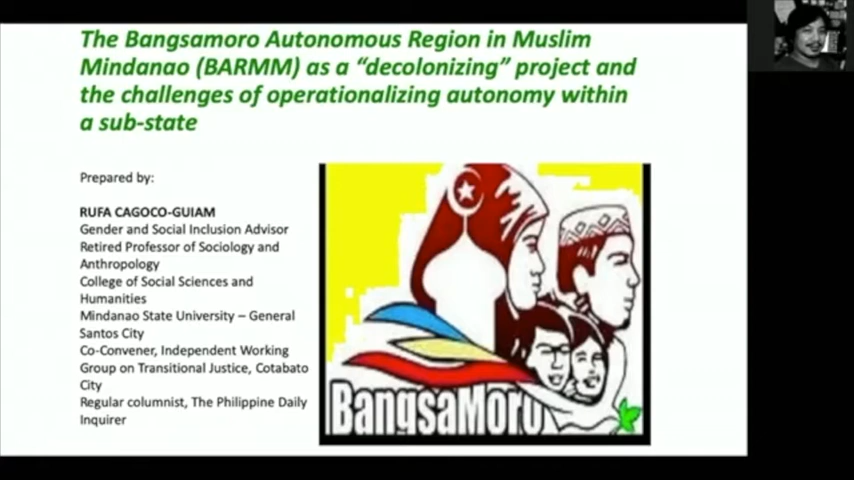 The Bangsamoro Autonomous Region in Muslim
Mindanao (BARMM) as a “decolonizing” project and
the challenges of operationalizing autonomy within
a sub-state
Prepared by:
RUFA CAGOCO-GUIAM
Gender and Social Inclusion Advisor
Retired Professor of Sociology and
Anthropology
College of Social Sciences and
Humanities
Mindanao State University – General
Santos City
Co-Convener, Independent Working
Group on Transitional Justice, Cotabato
City
Regular columnist, The Philippine Daily
Inquirer
BangsaMoro